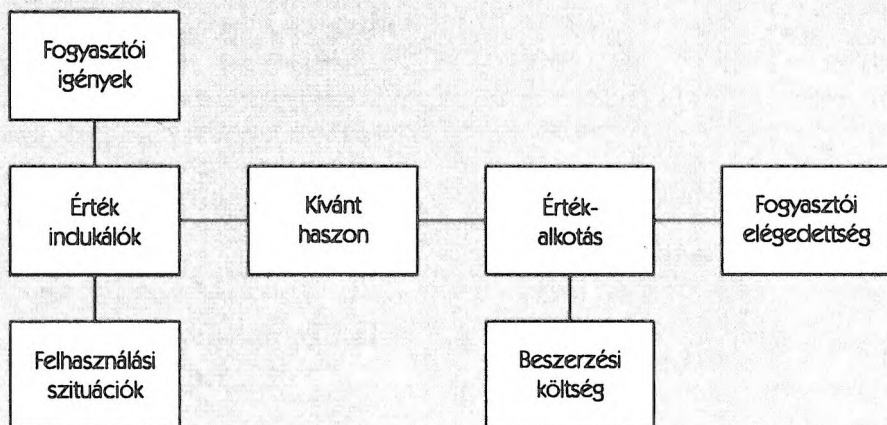 Fogyasztói
igények
Érték
indukálók
Kívánt
haszon
Érték-
alkotás
Fogyasztói
elégedettség
Felhasználási
szituációk
Beszerzési
költség